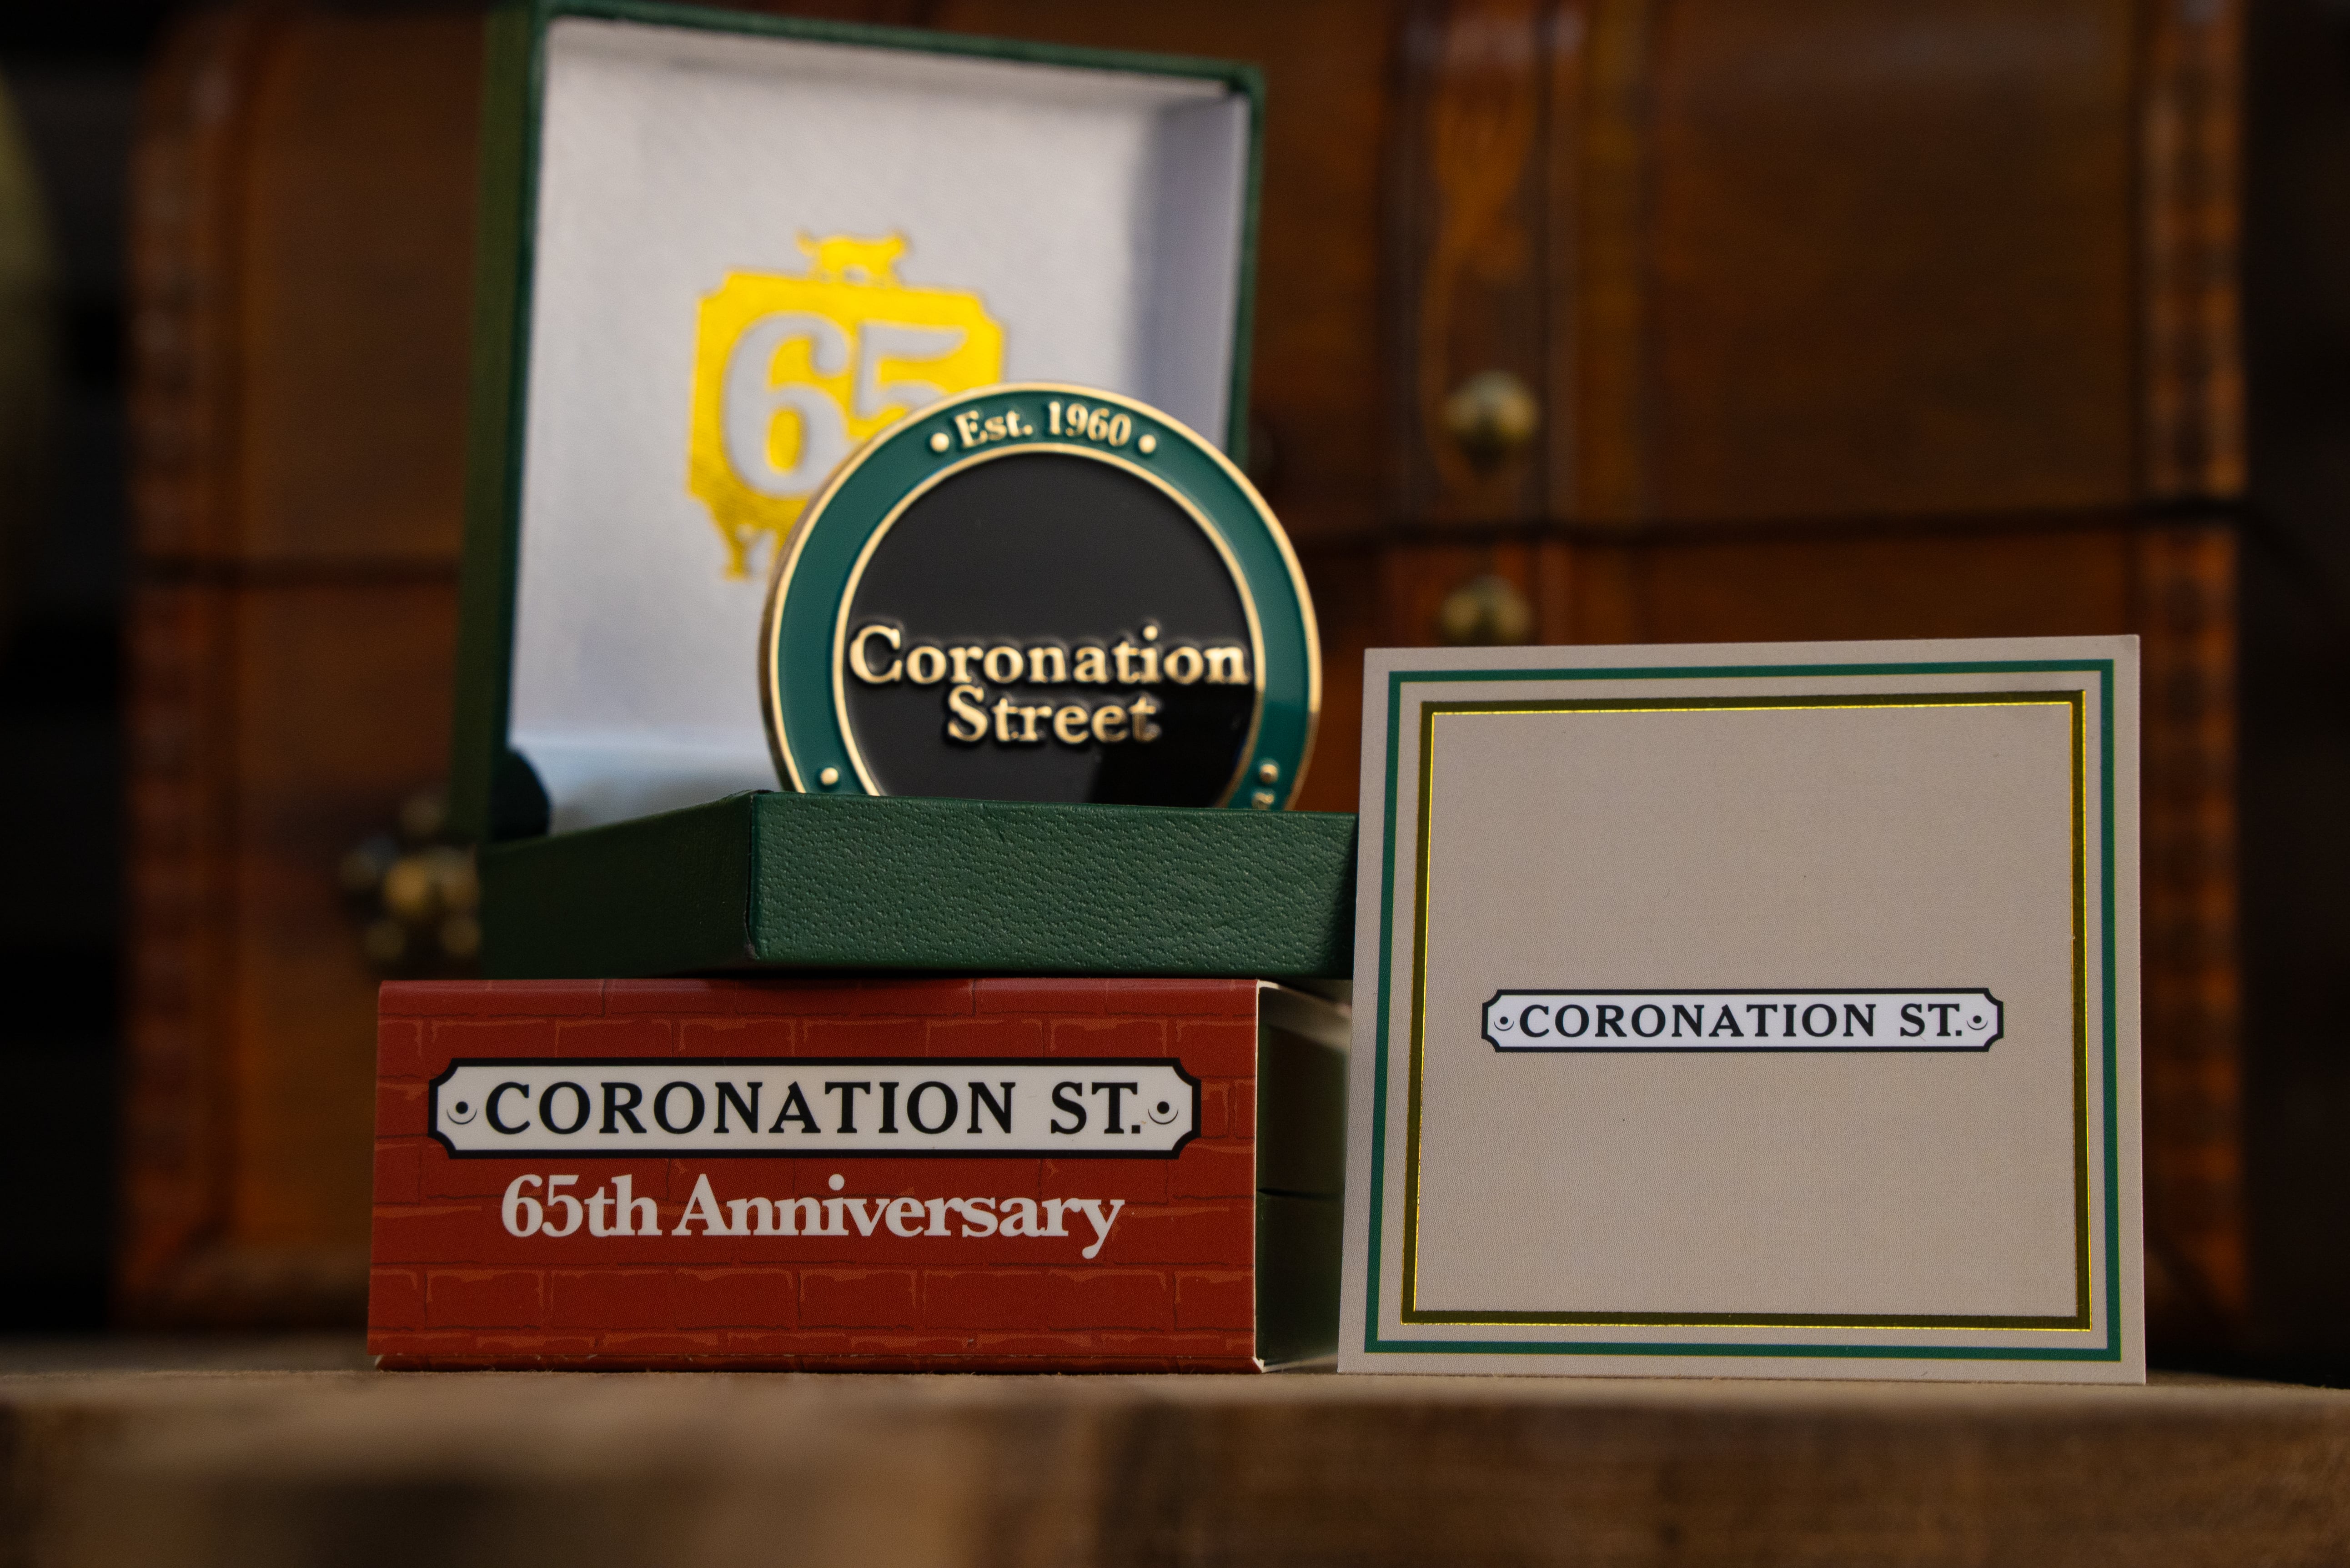 65
Est. 1960
Coronation
Street
CORONATION ST.
65th Anniversary
CORONATION ST.